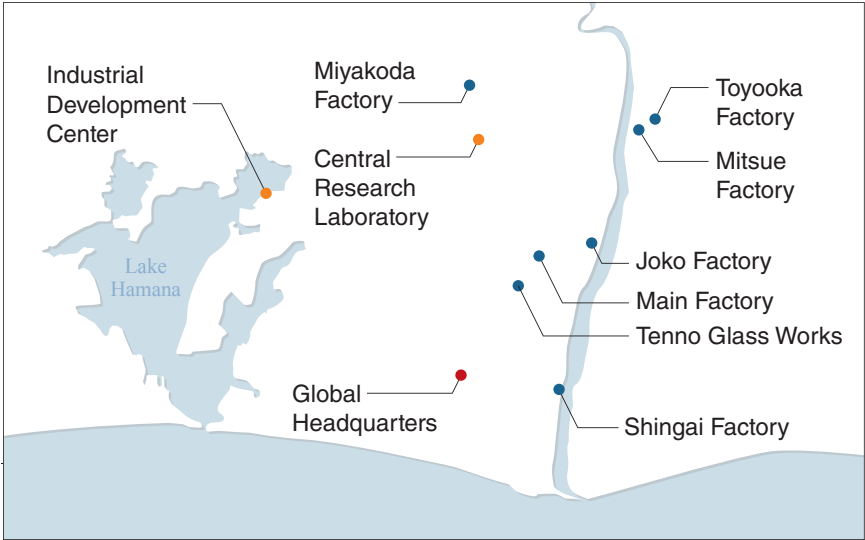 Industrial
Development
Center
Miyakoda
Factory
Central
Research
Laboratory
Toyooka
Factory
Mitsue
Factory
Lake
Hamana
Joko Factory
Main Factory
Tenno Glass Works
Global
Headquarters
Shingai Factory